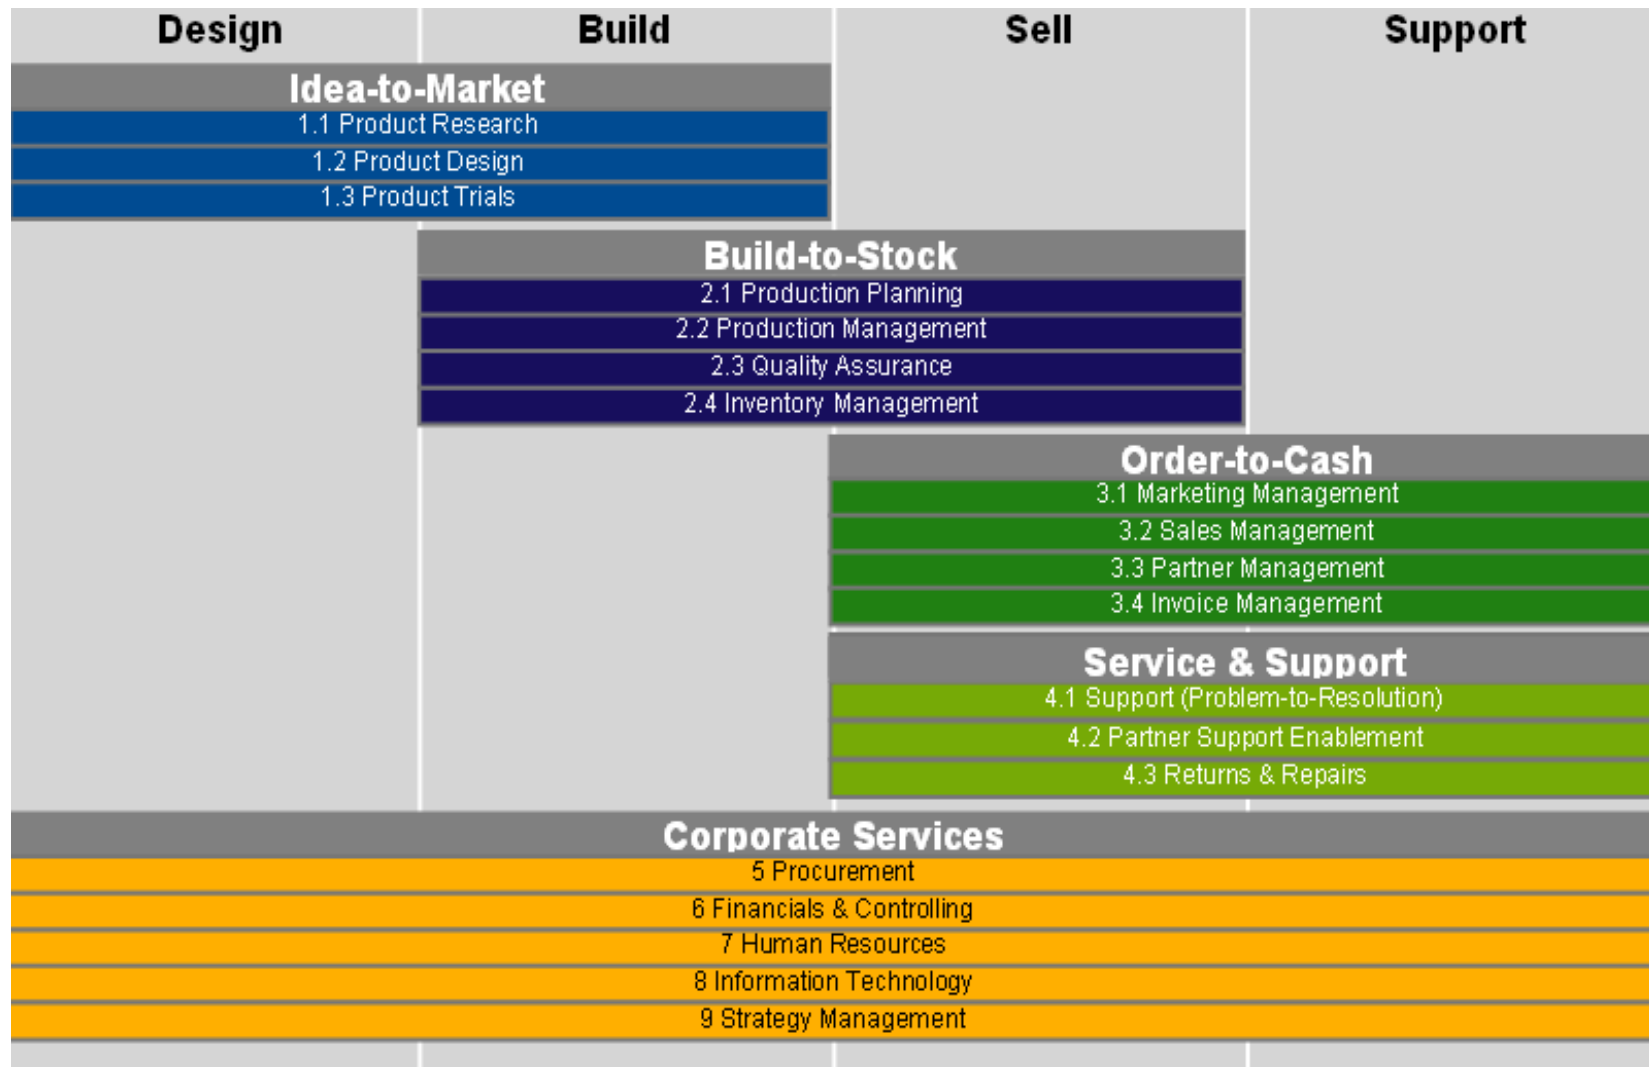 Design Build Sell Support
Idea-to-Market
1.1 Product Research
1.2 Product Design
1.3 Product Trials
Build-to-Stock
2.1 Production Planning
2.2 Production Management
2.3 Quality Assurance
2.4 Inventory Management
Order-to-Cash
3.1 Marketing Management
3.2 Sales Management
3.3 Partner Management
3.4 Invoice Management
Service & Support
4.1 Support (Problem-to-Resolution)
4.2 Partner Support Enablement
4.3 Returns & Repairs
Corporate Services
5 Procurement
6 Financials & Controlling
7 Human Resources
8 Information Technology
9 Strategy Management